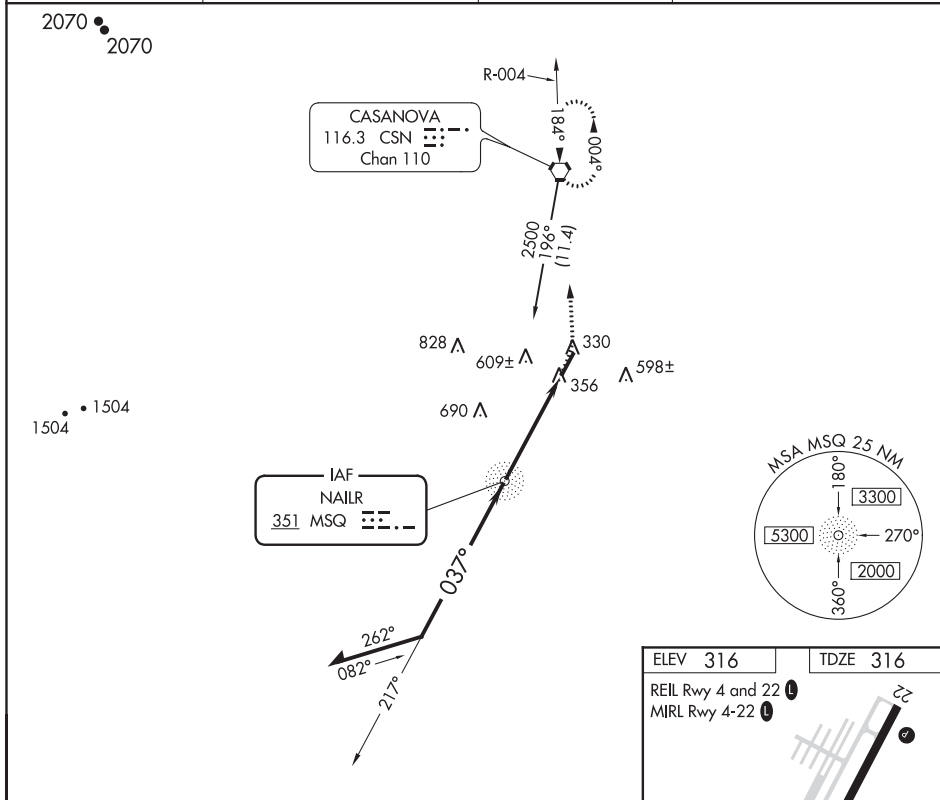 2070
2070
R-004
CASANOVA
116.3 CSN
Chan 110
184°
004°
2500
196°
(11.4)
828
609±
330
356
598±
690
1504
1504
IAF
NAILR
351 MSQ
037°
262°
082°
217°
MSA MSQ 25 NM
180°
3300
5300
270°
2000
360°
ELEV 316
TDZE 316
REIL Rwy 4 and 22 L
MIRL Rwy 4-22 L
22
P